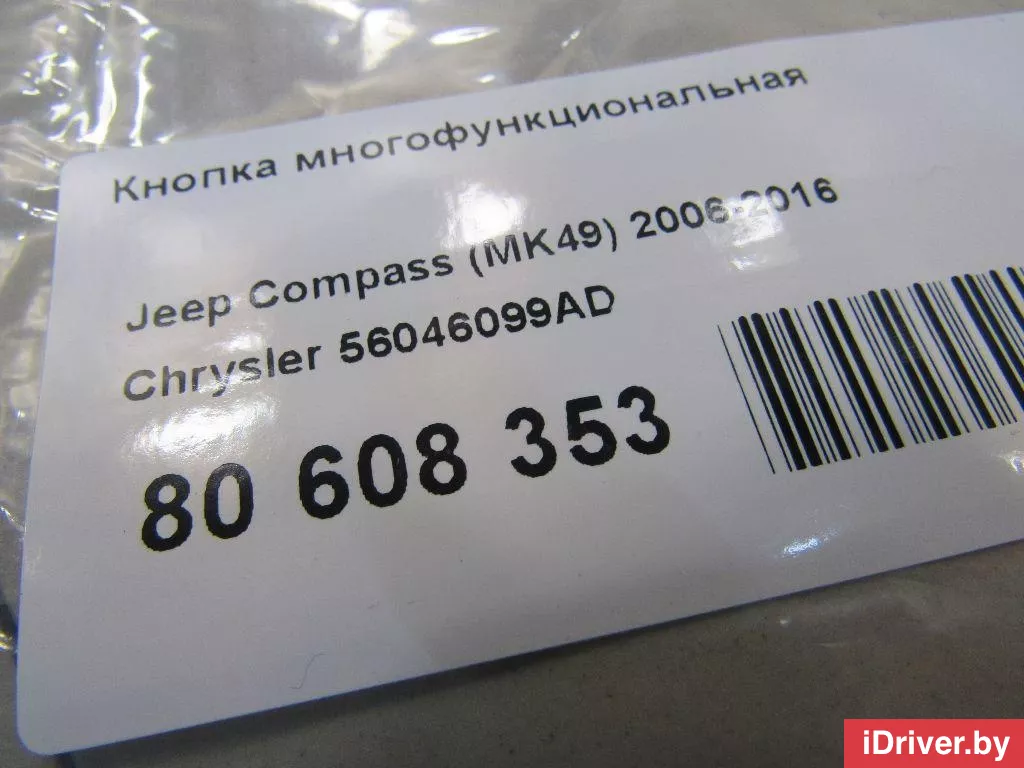 Кнопка многофункциональная
Jeep Compass (MK49) 2006-2016
Chrysler 56046099AD
80 608 353
iDriver.by